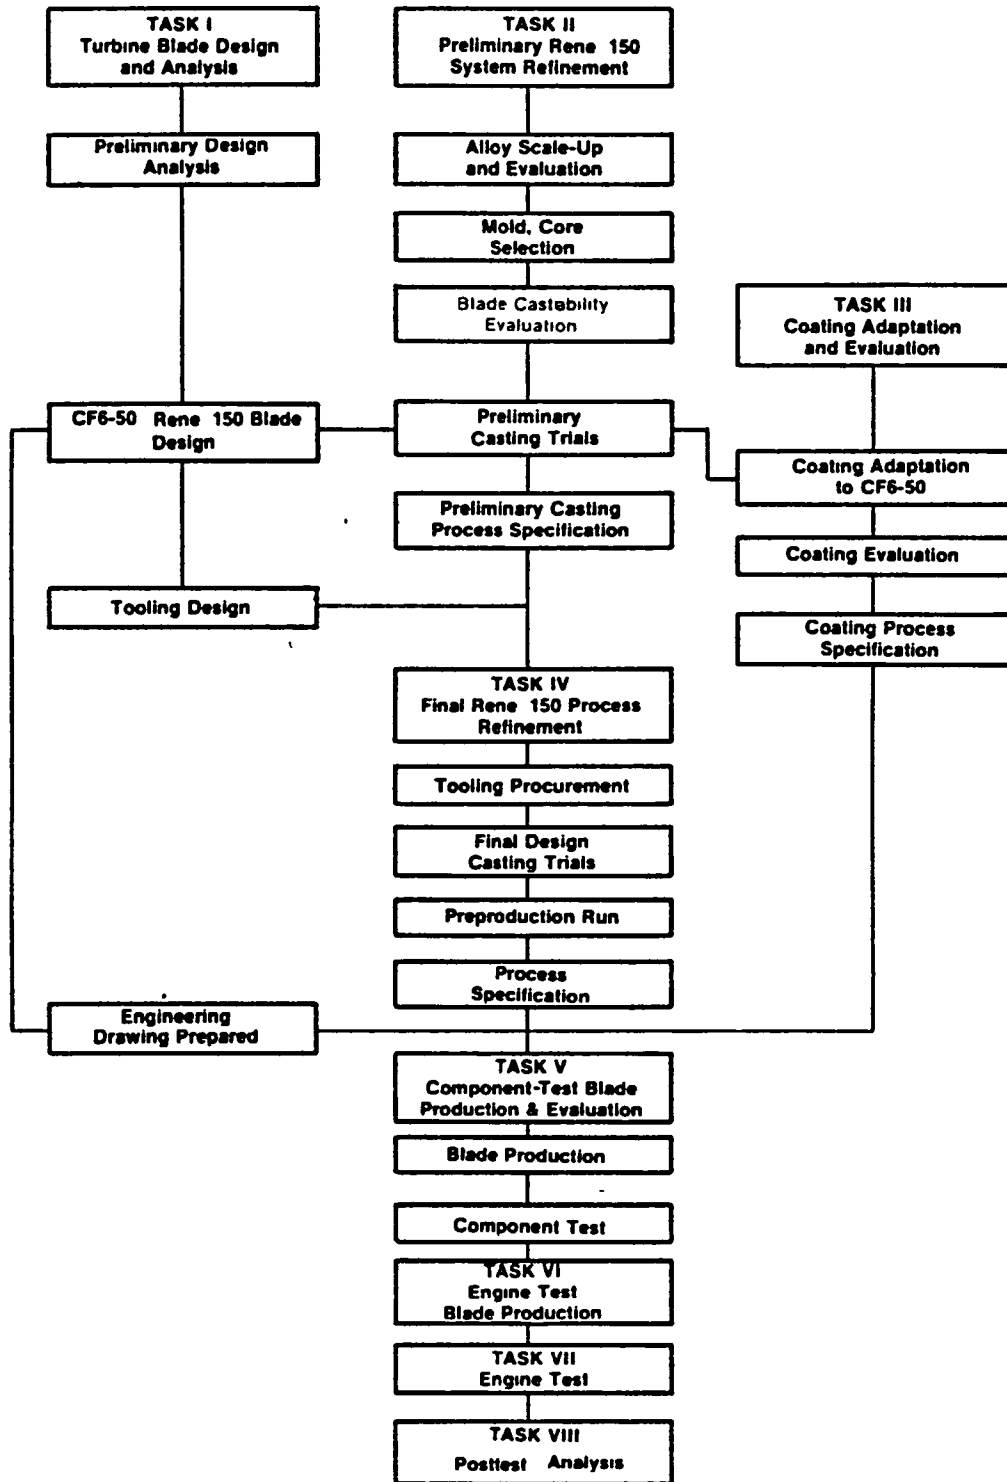 TASK I
Turbine Blade Design
and Analysis
Preliminary Design
Analysis
CF6-50 Rene 150 Blade
Design
Tooling Design
Engineering
Drawing Prepared
TASK II
Preliminary Rene 150
System Refinement
Alloy Scale-Up
and Evaluation
Mold, Core
Selection
Blade Castability
Evaluation
Preliminary
Casting Trials
Preliminary Casting
Process Specification
TASK III
Coating Adaptation
and Evaluation
Coating Adaptation
to CF6-50
Coating Evaluation
Coating Process
Specification
TASK IV
Final Rene 150 Process
Refinement
Tooling Procurement
Final Design
Casting Trials
Preproduction Run
Process
Specification
TASK V
Component-Test Blade
Production & Evaluation
Blade Production
Component Test
TASK VI
Engine Test
Blade Production
TASK VII
Engine Test
TASK VIII
Posttest Analysis